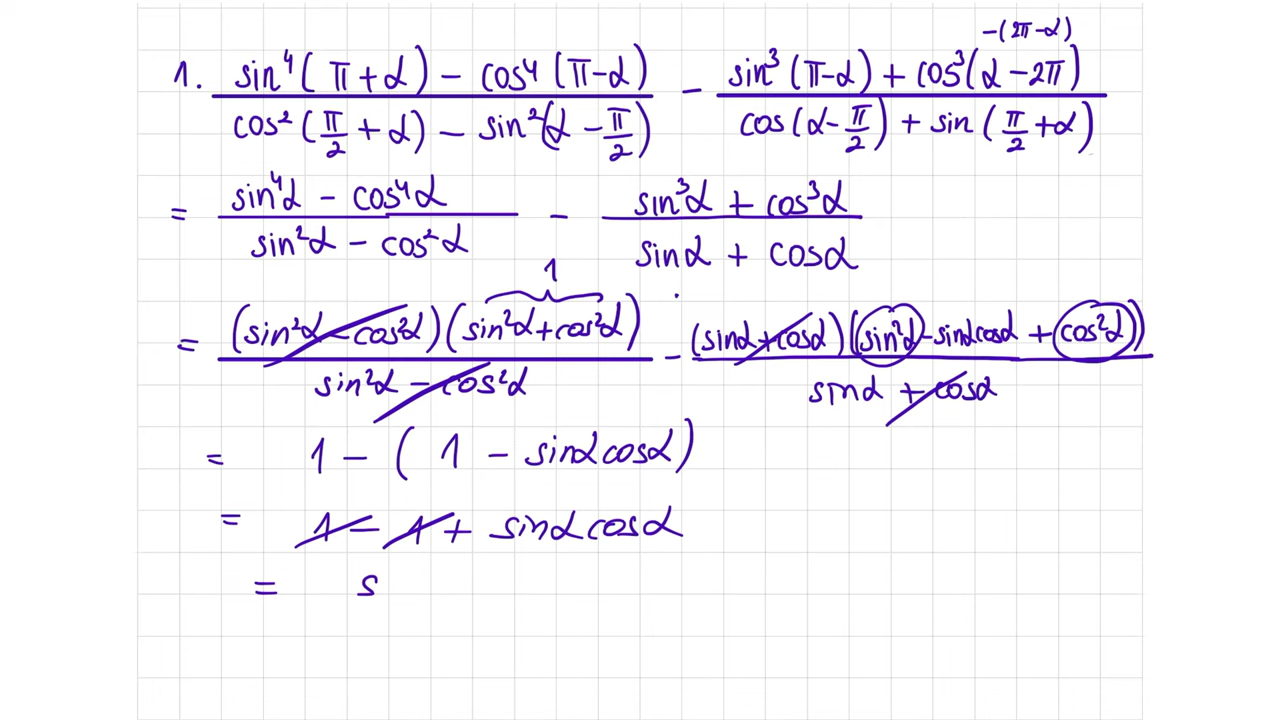 -(2π-α)
1. (sin⁴(π+α) - cos⁴(π-α))/(cos²(π/2+α) - sin²(α-π/2)) - (sin³(π-α) + cos³(α-2π))/(cos(α-π/2) + sin(π/2+α))
= (sin⁴α - cos⁴α)/(sin²α - cos²α) - (sin³α + cos³α)/(sinα + cosα)
1
= ((sin²α - cos²α)(sin²α + cos²α))/(sin²α - cos²α) - ((sinα + cosα)(sin²α - sinαcosα + cos²α))/(sinα + cosα)
= 1 - (1 - sinαcosα)
= 1 - 1 + sinαcosα
= s